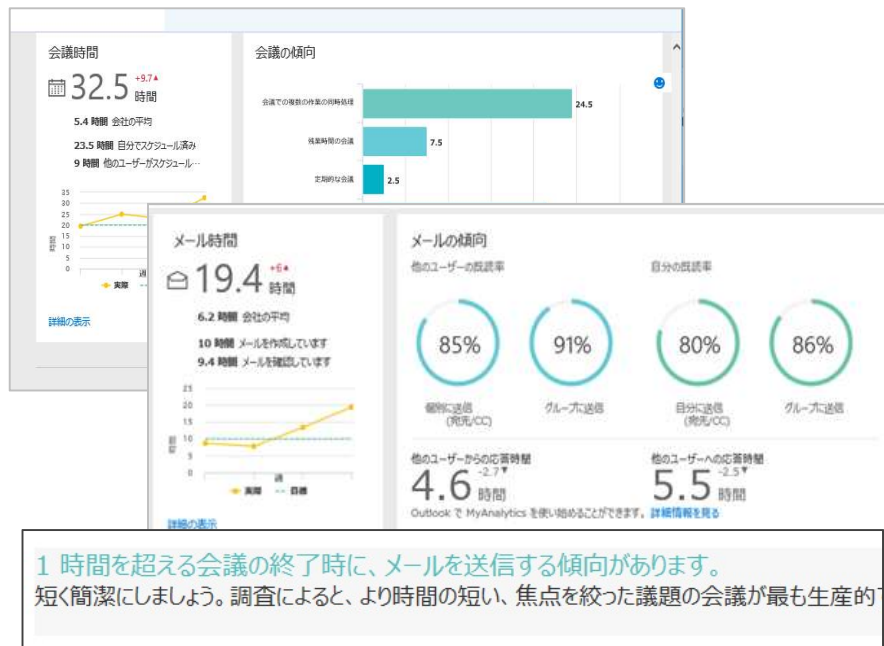 会議時間
32.5 +9.7▲
時間
5.4 時間 会社の平均
23.5 時間 自分でスケジュール済み
9 時間 他のユーザーがスケジュール…
35
30
25
20
15
10
5
0
時間
週
実際
詳細の表示
会議の傾向
会議での複数の作業の同時処理
24.5
残業時間の会議
7.5
定期的な会議
2.5
メール時間
19.4 +6▲
時間
6.2 時間 会社の平均
10 時間 メールを作成しています
9.4 時間 メールを確認しています
25
20
15
10
5
0
時間
週
実際 目標
詳細の表示
メールの傾向
他のユーザーの既読率
自分の既読率
85%
91%
80%
86%
個別に送信
(宛先/CC)
グループに送信
自分に送信
(宛先/CC)
グループに送信
他のユーザーからの応答時間
4.6 -2.7▼
時間
他のユーザーへの応答時間
5.5 -2.5▼
時間
Outlook で MyAnalytics を使い始めることができます。詳細情報を見る
1 時間を超える会議の終了時に、メールを送信する傾向があります。
短く簡潔にしましょう。調査によると、より時間の短い、焦点を絞った議題の会議が最も生産的